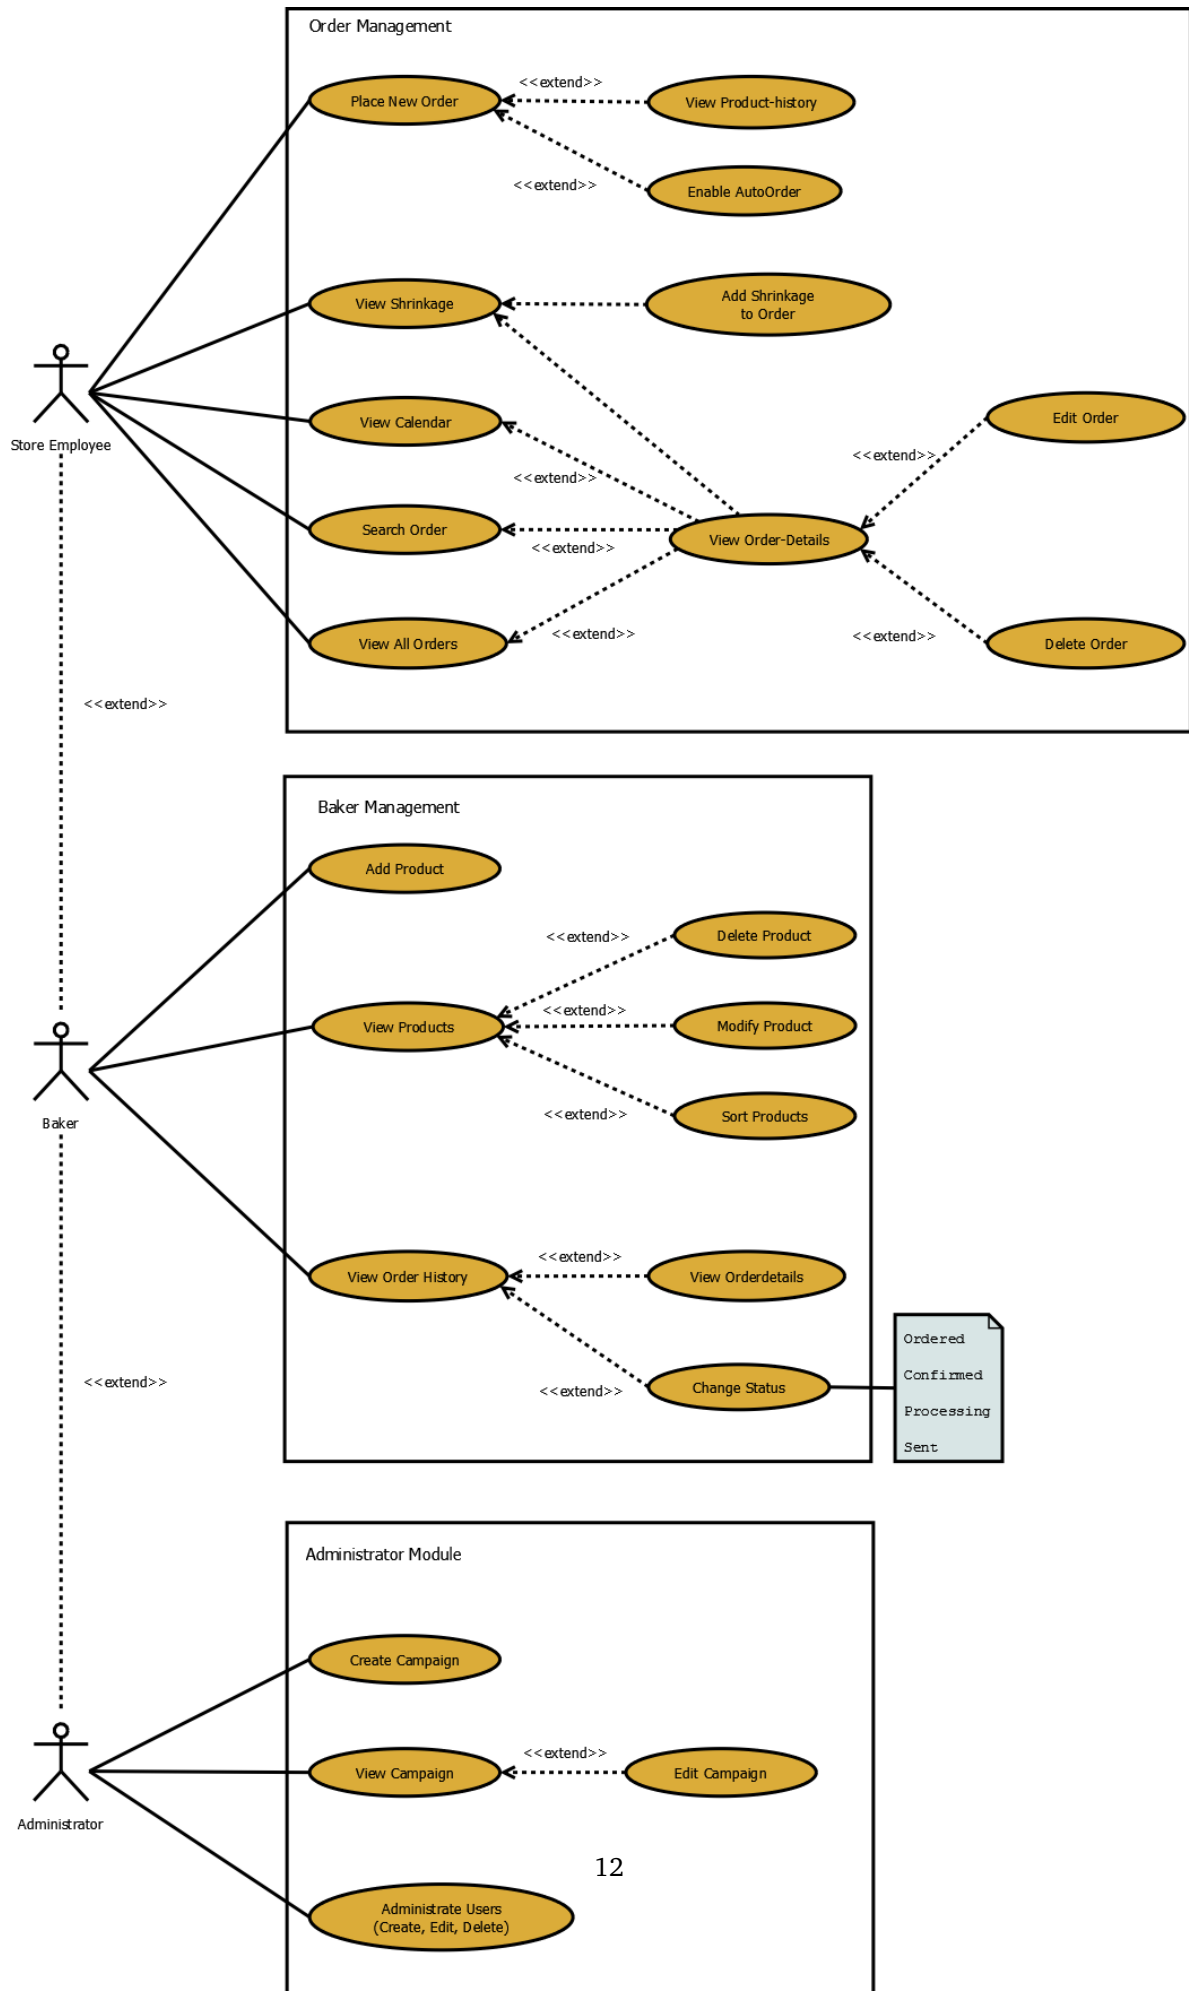 Order Management
Place New Order
<<extend>>
View Product-history
<<extend>>
Enable AutoOrder
View Shrinkage
Add Shrinkage
to Order
Store Employee
View Calendar
<<extend>>
Edit Order
<<extend>>
Search Order
<<extend>>
View Order-Details
View All Orders
<<extend>>
<<extend>>
Delete Order
<<extend>>
Baker Management
Add Product
<<extend>>
Delete Product
View Products
<<extend>>
Modify Product
<<extend>>
Sort Products
Baker
View Order History
<<extend>>
View Orderdetails
<<extend>>
<<extend>>
Change Status
Ordered
Confirmed
Processing
Sent
Administrator Module
Create Campaign
View Campaign
<<extend>>
Edit Campaign
Administrator
12
Administrate Users
(Create, Edit, Delete)